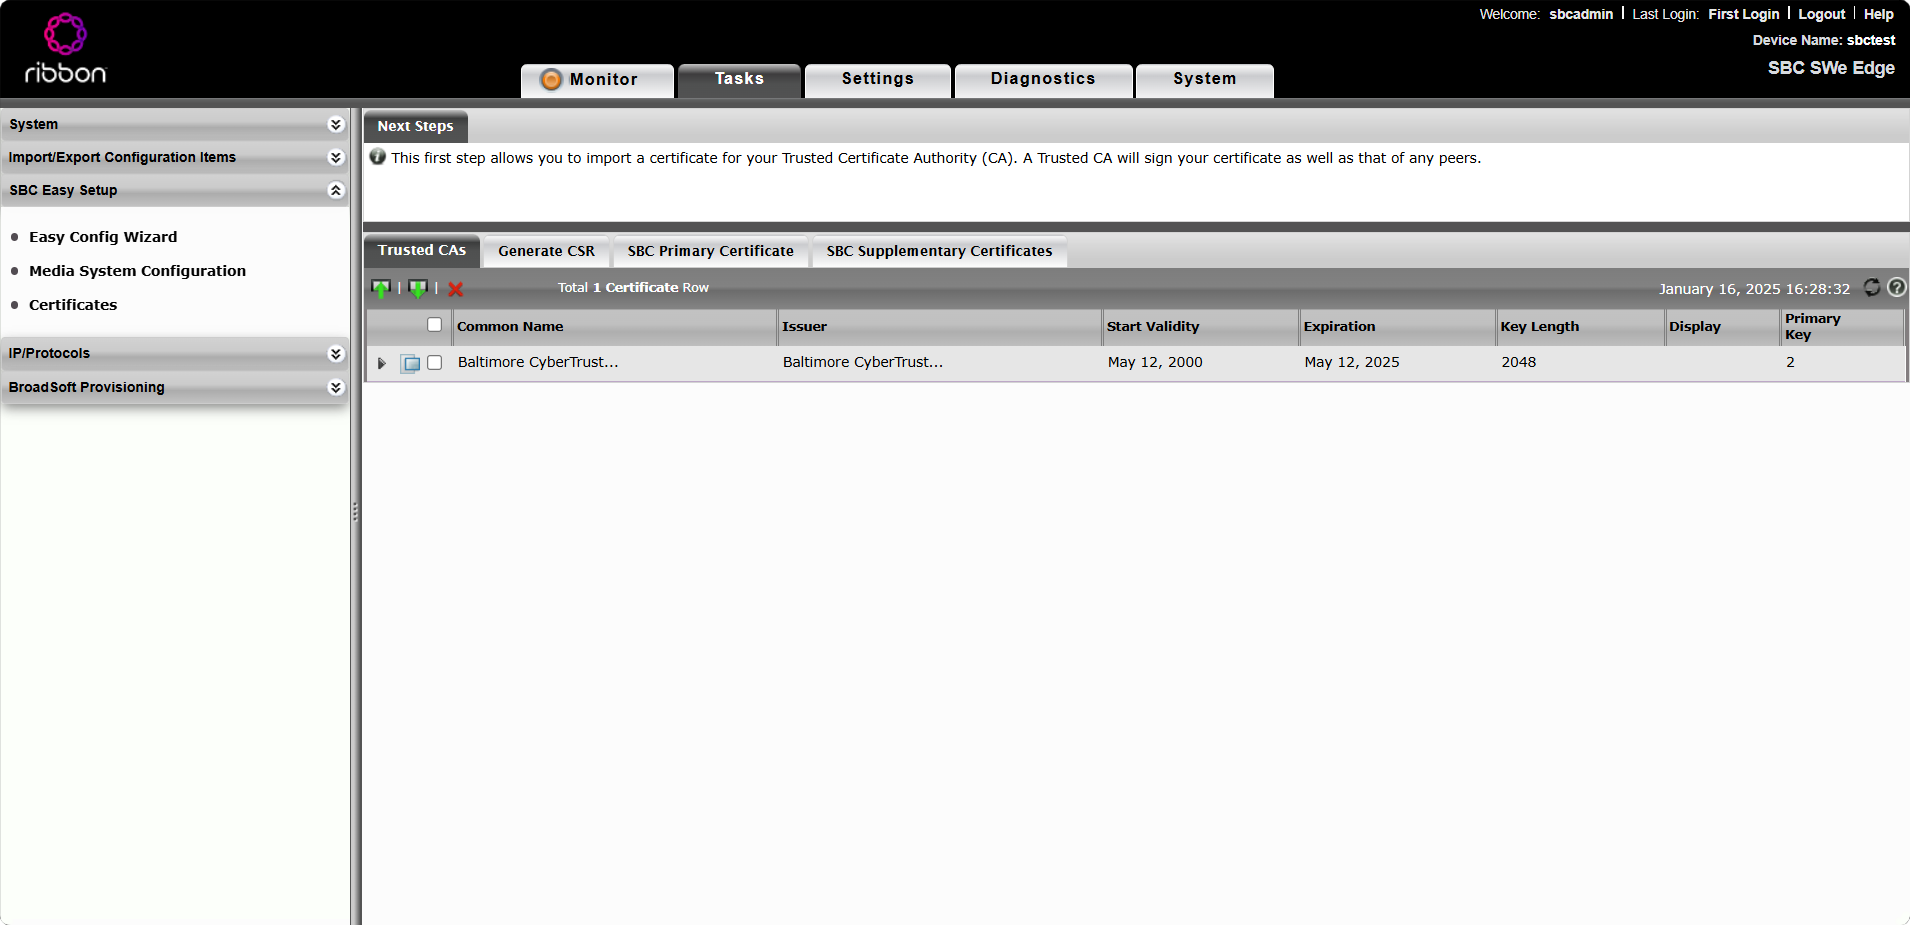 Welcome: sbcadmin | Last Login: First Login | Logout | Help
Device Name: sbctest
SBC SWe Edge
ribbon
Monitor
Tasks
Settings
Diagnostics
System
System
Import/Export Configuration Items
SBC Easy Setup
Easy Config Wizard
Media System Configuration
Certificates
IP/Protocols
BroadSoft Provisioning
Next Steps
This first step allows you to import a certificate for your Trusted Certificate Authority (CA). A Trusted CA will sign your certificate as well as that of any peers.
Trusted CAs
Generate CSR
SBC Primary Certificate
SBC Supplementary Certificates
| | Total 1 Certificate Row
January 16, 2025 16:28:32
Common Name Issuer Start Validity Expiration Key Length Display Primary Key
Baltimore CyberTrust... Baltimore CyberTrust... May 12, 2000 May 12, 2025 2048 2